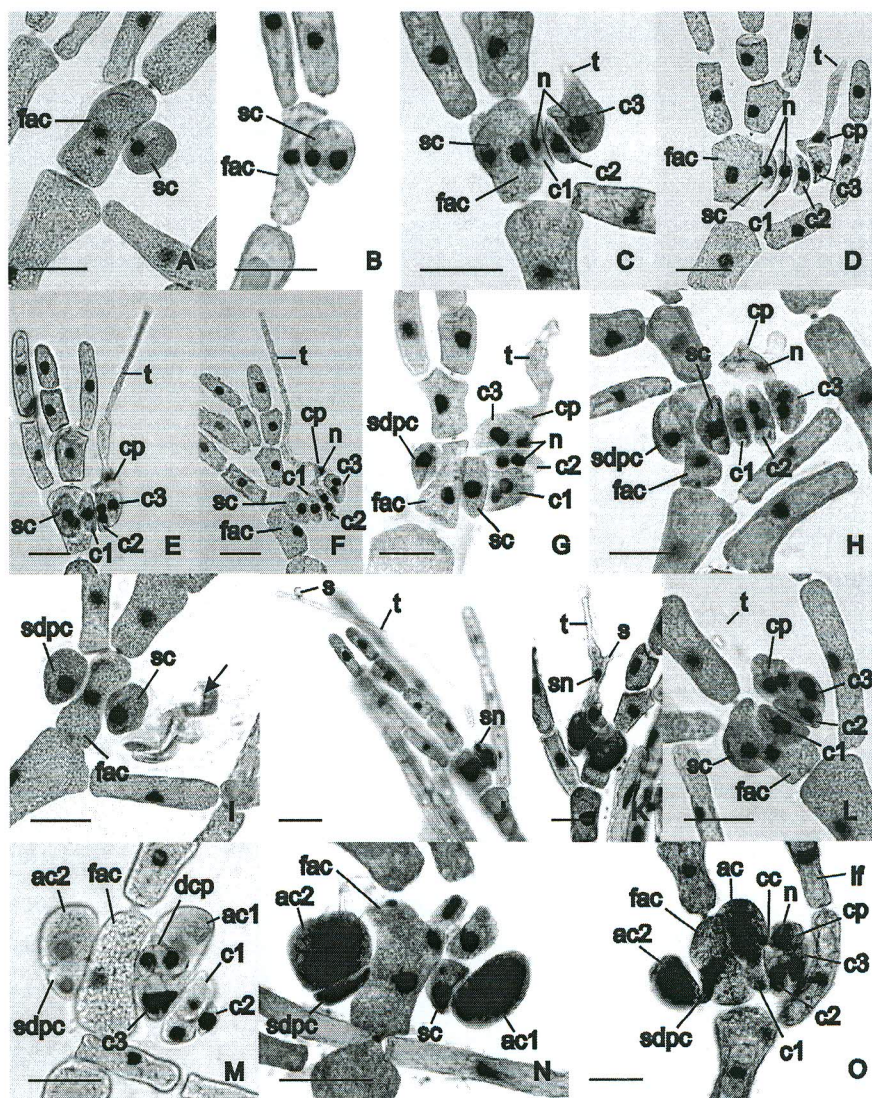 fac
sc
A
sc
fac
B
n
t
c3
sc
fac
c1
c2
C
t
n
cp
fac
sc
c1
c2
c3
D
t
cp
sc
c1
c2
c3
E
t
cp
n
c1
c3
sc
fac
c2
F
t
c3
cp
sdpc
n
c2
fac
c1
sc
G
cp
n
sc
c3
sdpc
c1
c2
fac
H
sdpc
sc
fac
I
s
t
sn
J
t
s
sn
K
t
cp
c3
c2
c1
sc
fac
L
ac2
fac
dcp
ac1
c1
c2
sdpc
c3
M
fac
ac2
sdpc
sc
ac1
N
ac
fac
cc
lf
n
cp
ac2
c3
sdpc
c2
c1
O